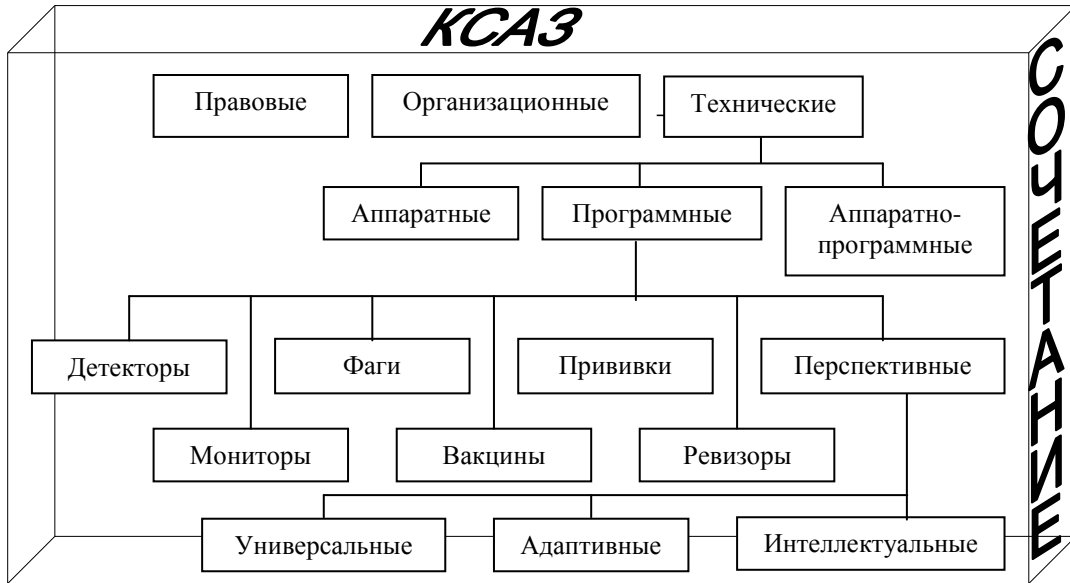 КСАЗ
СОЧЕТАНИЕ
Правовые
Организационные
Технические
Аппаратные
Программные
Аппаратно-
программные
Детекторы
Фаги
Прививки
Перспективные
Мониторы
Вакцины
Ревизоры
Универсальные
Адаптивные
Интеллектуальные